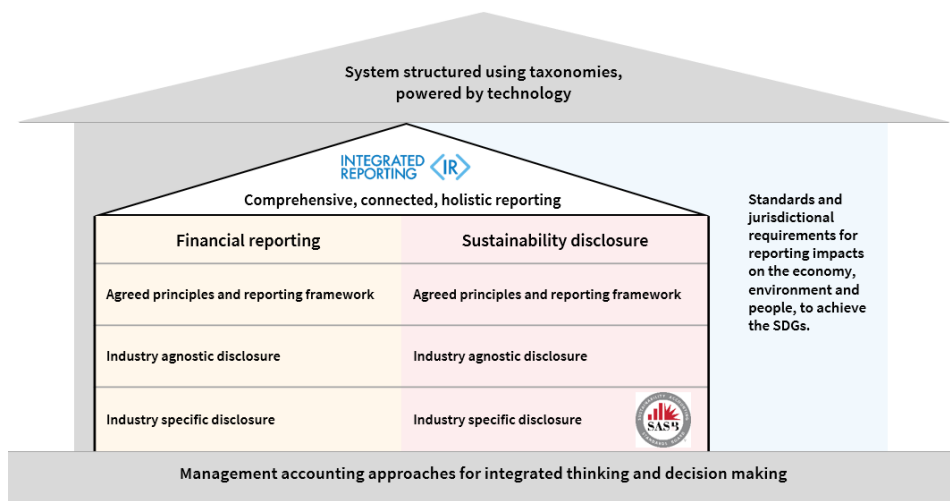 System structured using taxonomies,
powered by technology
INTEGRATED
REPORTING
<IR>
Comprehensive, connected, holistic reporting
Financial reporting
Sustainability disclosure
Agreed principles and reporting framework
Agreed principles and reporting framework
Industry agnostic disclosure
Industry agnostic disclosure
Industry specific disclosure
Industry specific disclosure
SASB
Standards and
jurisdictional
requirements for
reporting impacts
on the economy,
environment and
people, to achieve
the SDGs.
Management accounting approaches for integrated thinking and decision making